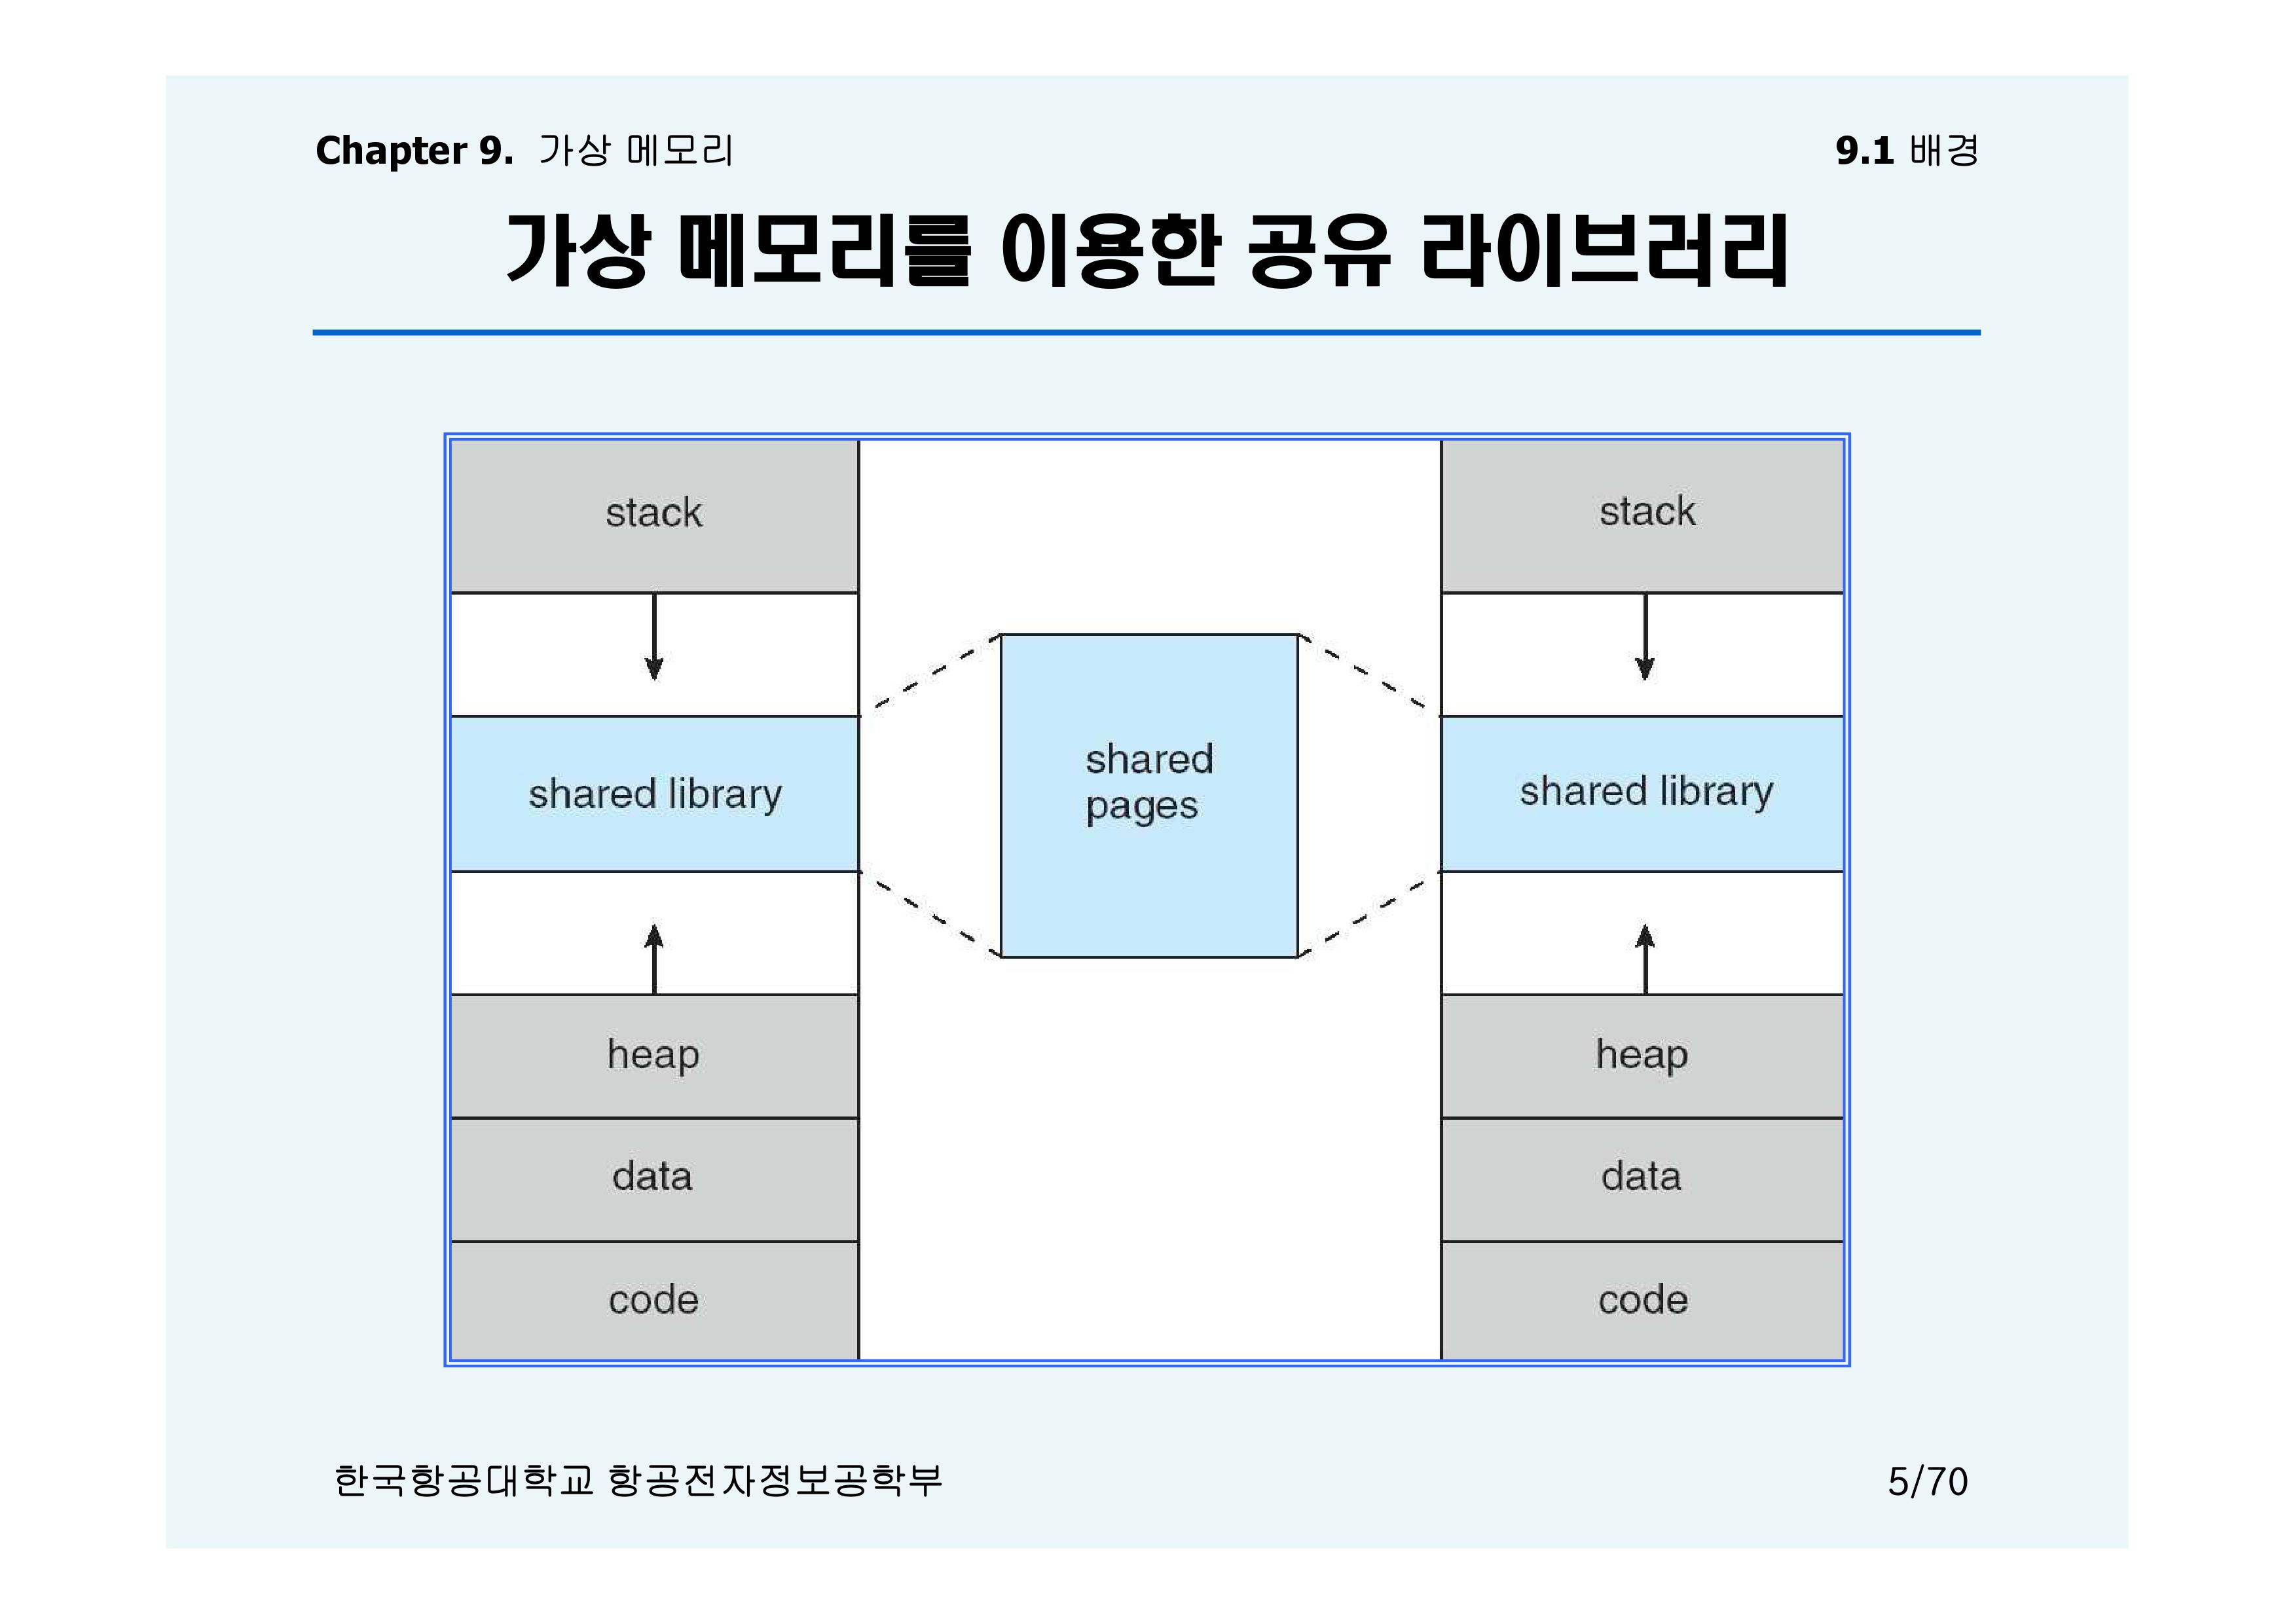 Chapter 9. 가상 메모리
9.1 배경
가상 메모리를 이용한 공유 라이브러리
stack
stack
shared library
shared
pages
shared library
heap
heap
data
data
code
code
한국항공대학교 항공전자정보공학부
5/70